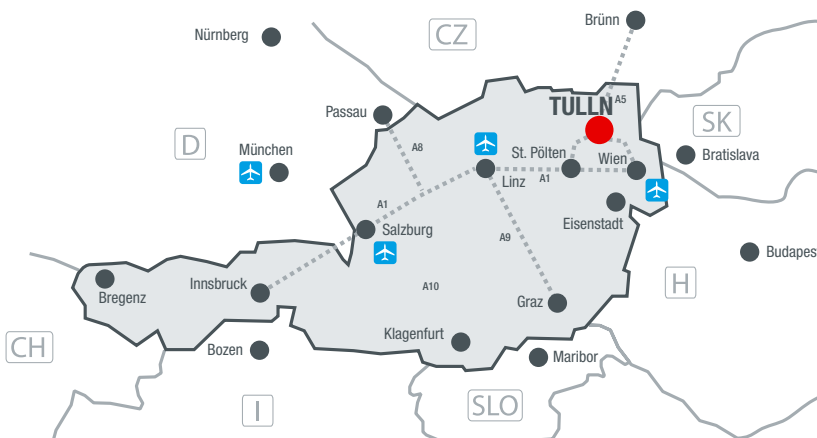 Brünn
CZ
Nürnberg
TULLN
A5
Passau
SK
D
München
A8
St. Pölten
Wien
Bratislava
Linz
A1
A1
Salzburg
Eisenstadt
A9
Budapest
Bregenz
Innsbruck
A10
H
Graz
CH
Bozen
Klagenfurt
Maribor
I
SLO